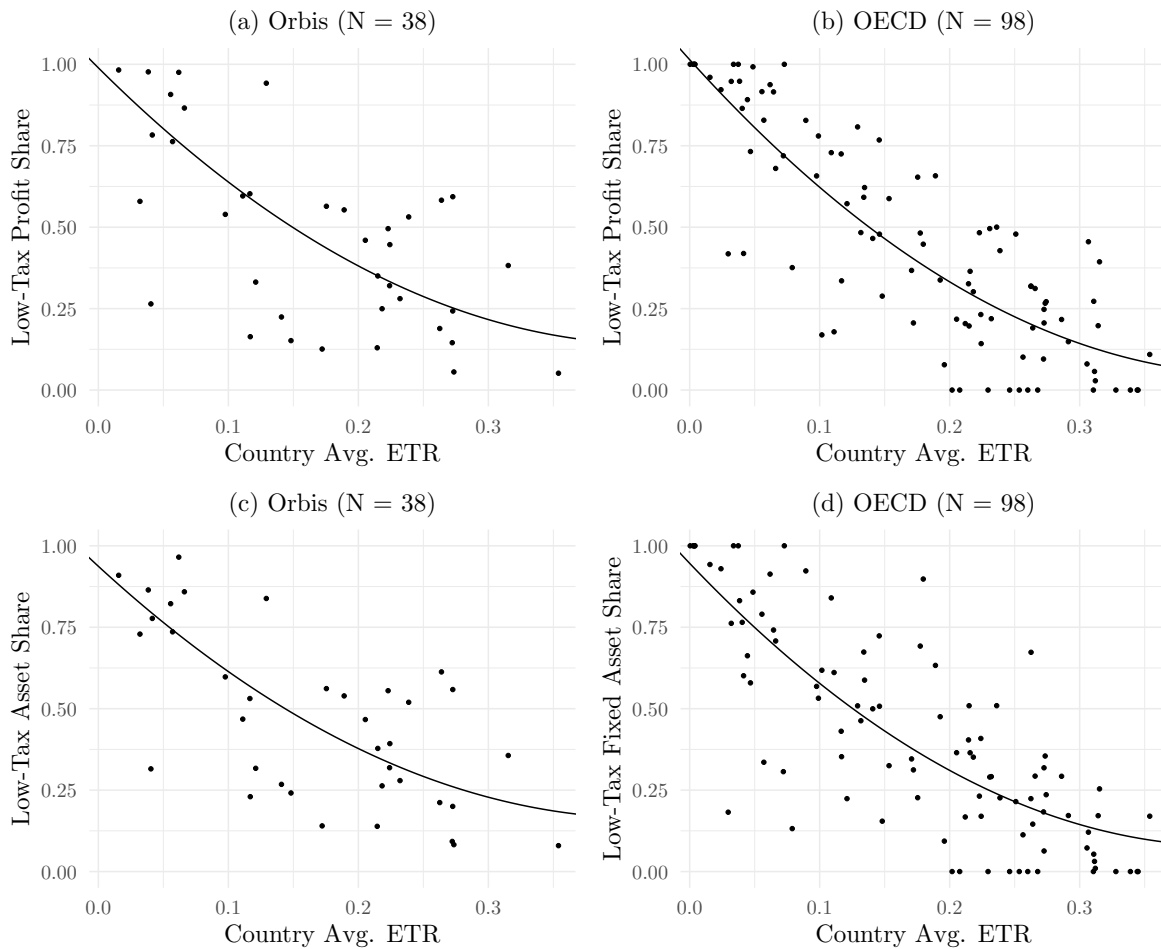 (a) Orbis (N = 38)
Low-Tax Profit Share
1.00
0.75
0.50
0.25
0.00
0.0 0.1 0.2 0.3
Country Avg. ETR
(b) OECD (N = 98)
Low-Tax Profit Share
1.00
0.75
0.50
0.25
0.00
0.0 0.1 0.2 0.3
Country Avg. ETR
(c) Orbis (N = 38)
Low-Tax Asset Share
1.00
0.75
0.50
0.25
0.00
0.0 0.1 0.2 0.3
Country Avg. ETR
(d) OECD (N = 98)
Low-Tax Fixed Asset Share
1.00
0.75
0.50
0.25
0.00
0.0 0.1 0.2 0.3
Country Avg. ETR